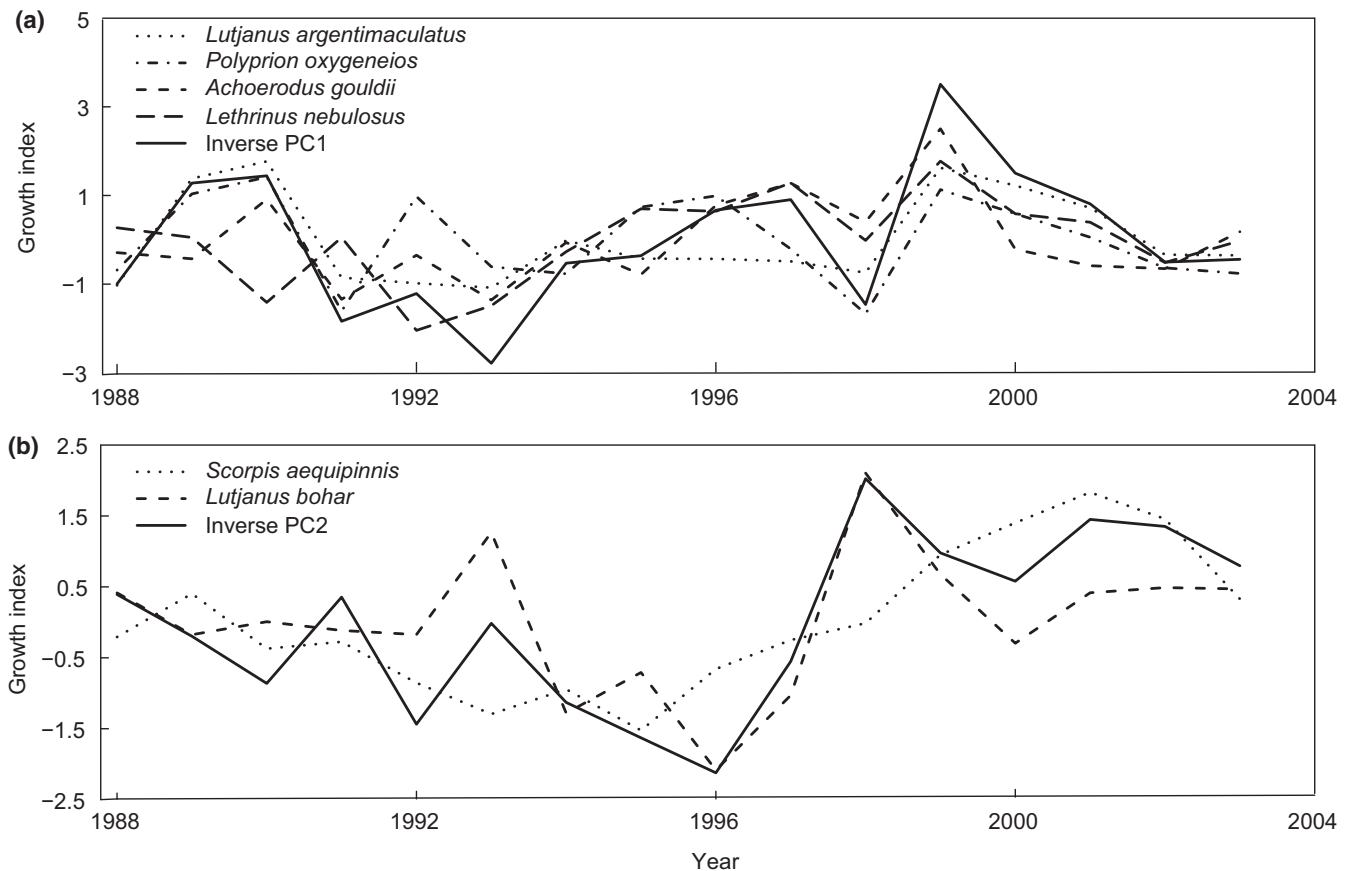 (a)
5
3
1
−1
−3
Growth index
Lutjanus argentimaculatus
Polyprion oxygeneios
Achoerodus gouldii
Lethrinus nebulosus
Inverse PC1
1988 1992 1996 2000 2004
(b)
2.5
1.5
0.5
−0.5
−1.5
−2.5
Growth index
Scorpis aequipinnis
Lutjanus bohar
Inverse PC2
1988 1992 1996 2000 2004
Year